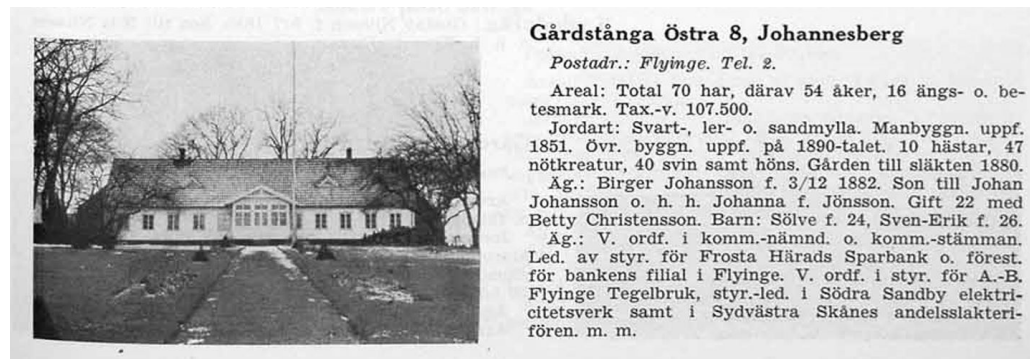 Gårdstånga Östra 8, Johannesberg
Postadr.: Flyinge. Tel. 2.
Areal: Total 70 har, därav 54 åker, 16 ängs- o. be-
tesmark. Tax.-v. 107.500.
Jordart: Svart-, ler- o. sandmylla. Manbyggn. uppf.
1851. Övr. byggn. uppf. på 1890-talet. 10 hästar, 47
nötkreatur, 40 svin samt höns. Gården till släkten 1880.
Äg.: Birger Johansson f. 3/12 1882. Son till Johan
Johansson o. h. h. Johanna f. Jönsson. Gift 22 med
Betty Christensson. Barn: Sölve f. 24, Sven-Erik f. 26.
Äg.: V. ordf. i komm.-nämnd. o. komm.-stämman.
Led. av styr. för Frosta Härads Sparbank o. förest.
för bankens filial i Flyinge. V. ordf. i styr. för A.-B.
Flyinge Tegelbruk, styr.-led. i Södra Sandby elektri-
citetsverk samt i Sydvästra Skånes andelsslakteri-
fören. m. m.